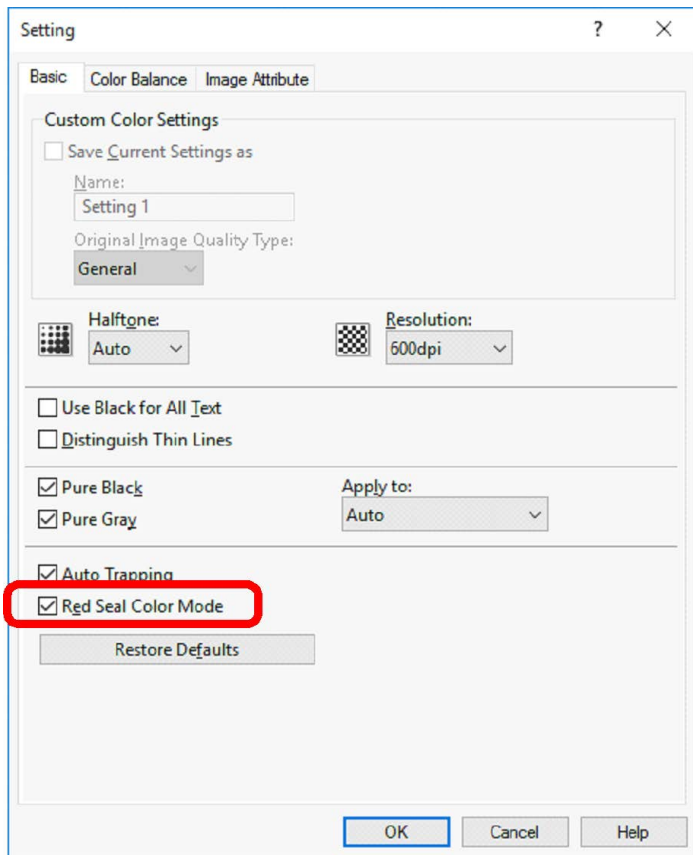 Setting
Basic Color Balance Image Attribute
Custom Color Settings
Save Current Settings as
Name:
Setting 1
Original Image Quality Type:
General
Halftone: Resolution:
Auto 600dpi
Use Black for All Text
Distinguish Thin Lines
Pure Black Apply to:
Pure Gray Auto
Auto Trapping
Red Seal Color Mode
Restore Defaults
OK Cancel Help